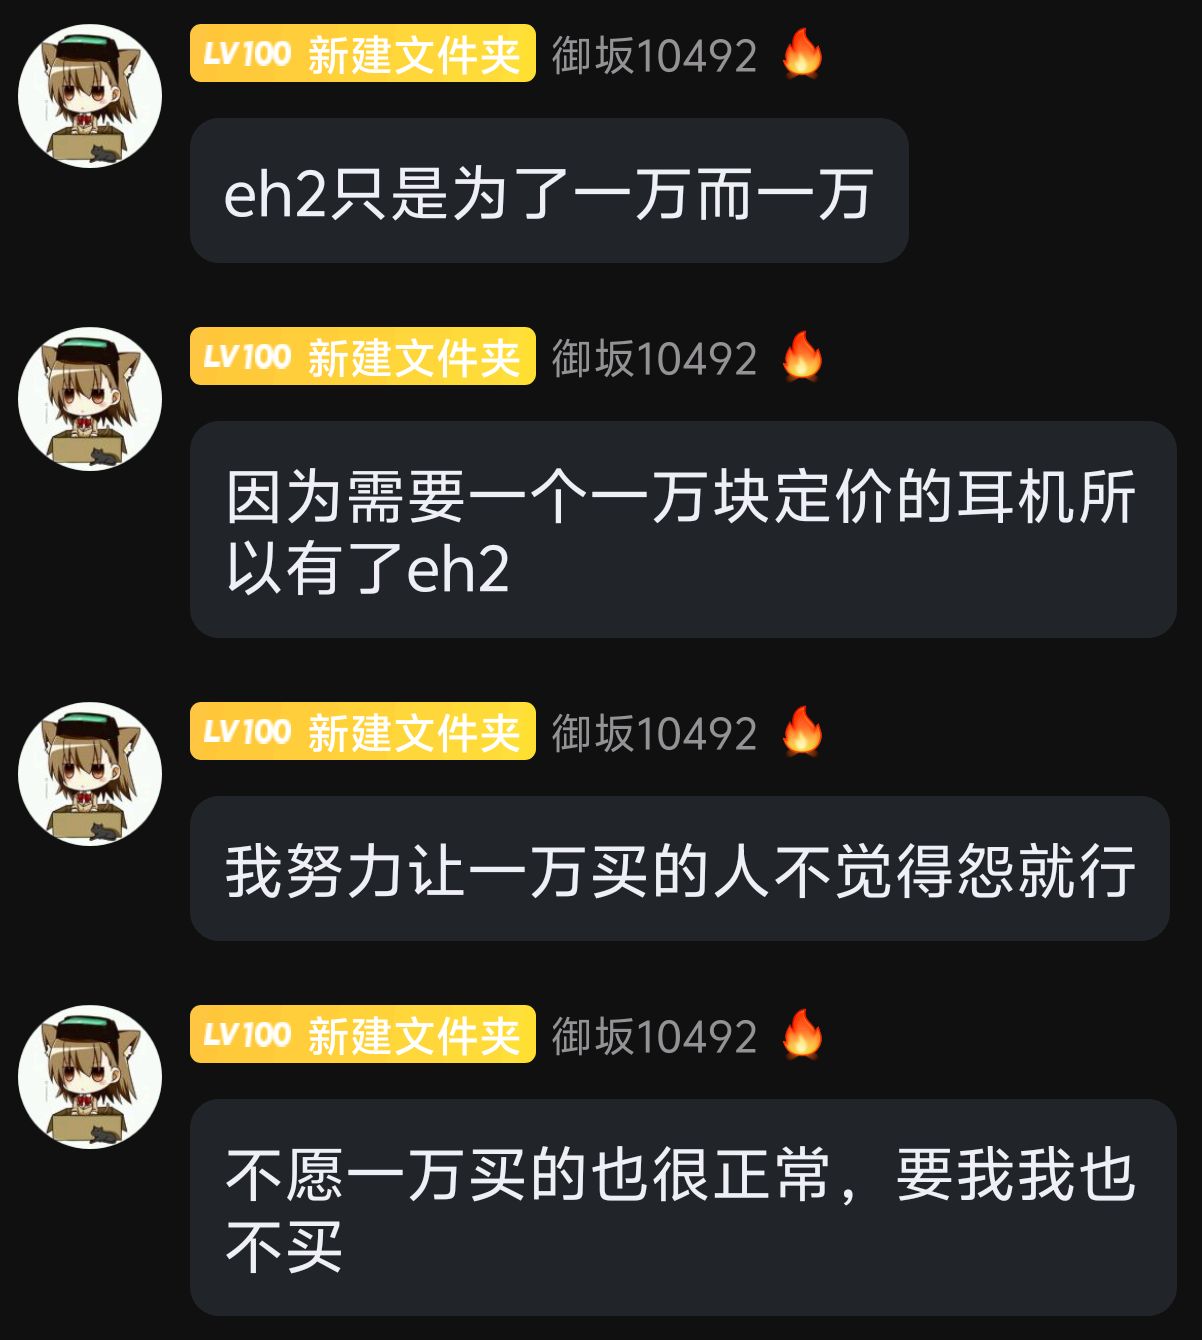 LV100 新建文件夹 御坂10492 🔥
eh2只是为了一万而一万
LV100 新建文件夹 御坂10492 🔥
因为需要一个一万块定价的耳机所
以有了eh2
LV100 新建文件夹 御坂10492 🔥
我努力让一万买的人不觉得怨就行
LV100 新建文件夹 御坂10492 🔥
不愿一万买的也很正常，要我我也
不买